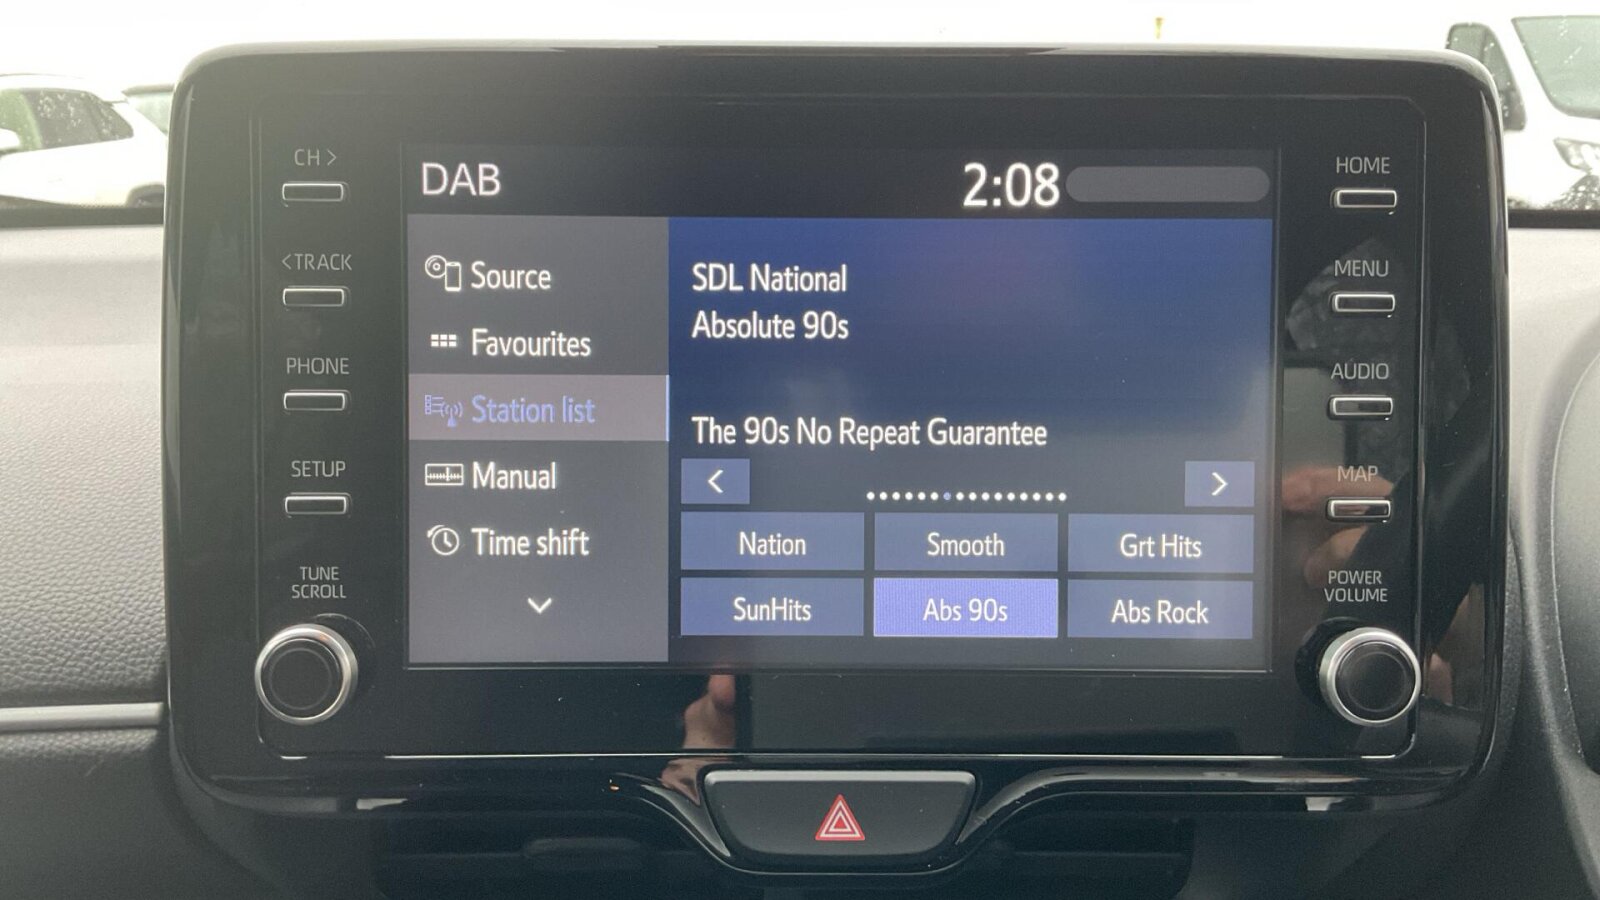 CH >
< TRACK
PHONE
SETUP
TUNE
SCROLL
DAB
2:08
Source
Favourites
Station list
Manual
Time shift
SDL National
Absolute 90s
The 90s No Repeat Guarantee
< >
Nation Smooth Grt Hits
SunHits Abs 90s Abs Rock
HOME
MENU
AUDIO
MAP
POWER
VOLUME